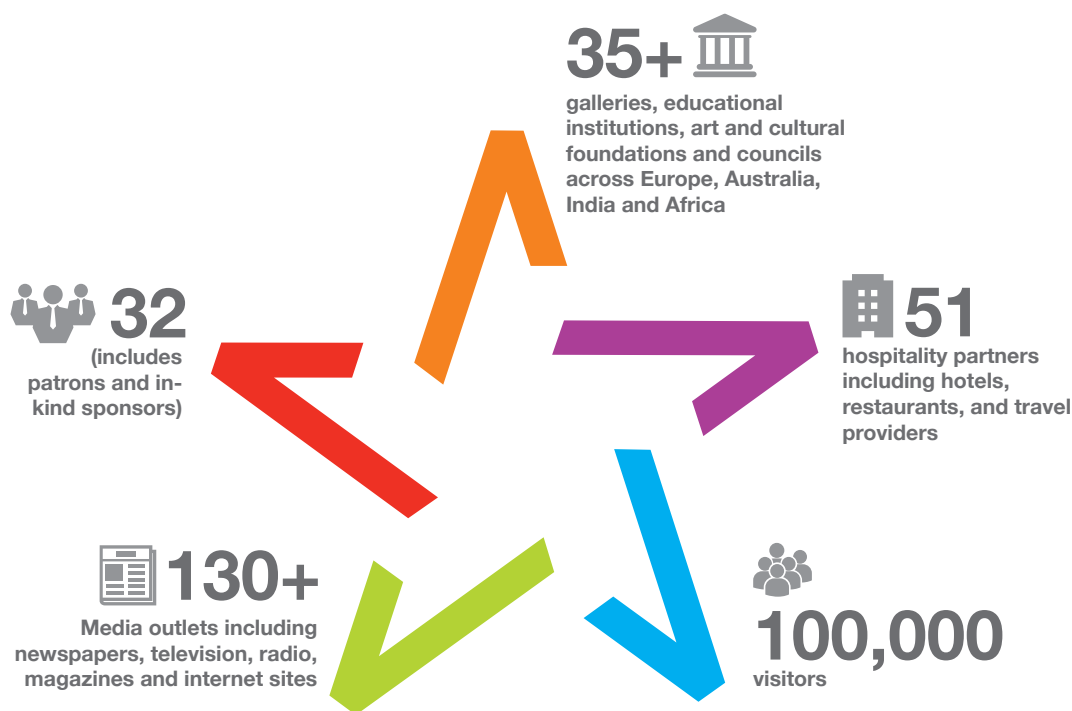 35+
galleries, educational
institutions, art and cultural
foundations and councils
across Europe, Australia,
India and Africa
32
(includes
patrons and in-
kind sponsors)
51
hospitality partners
including hotels,
restaurants, and travel
providers
130+
Media outlets including
newspapers, television, radio,
magazines and internet sites
100,000
visitors